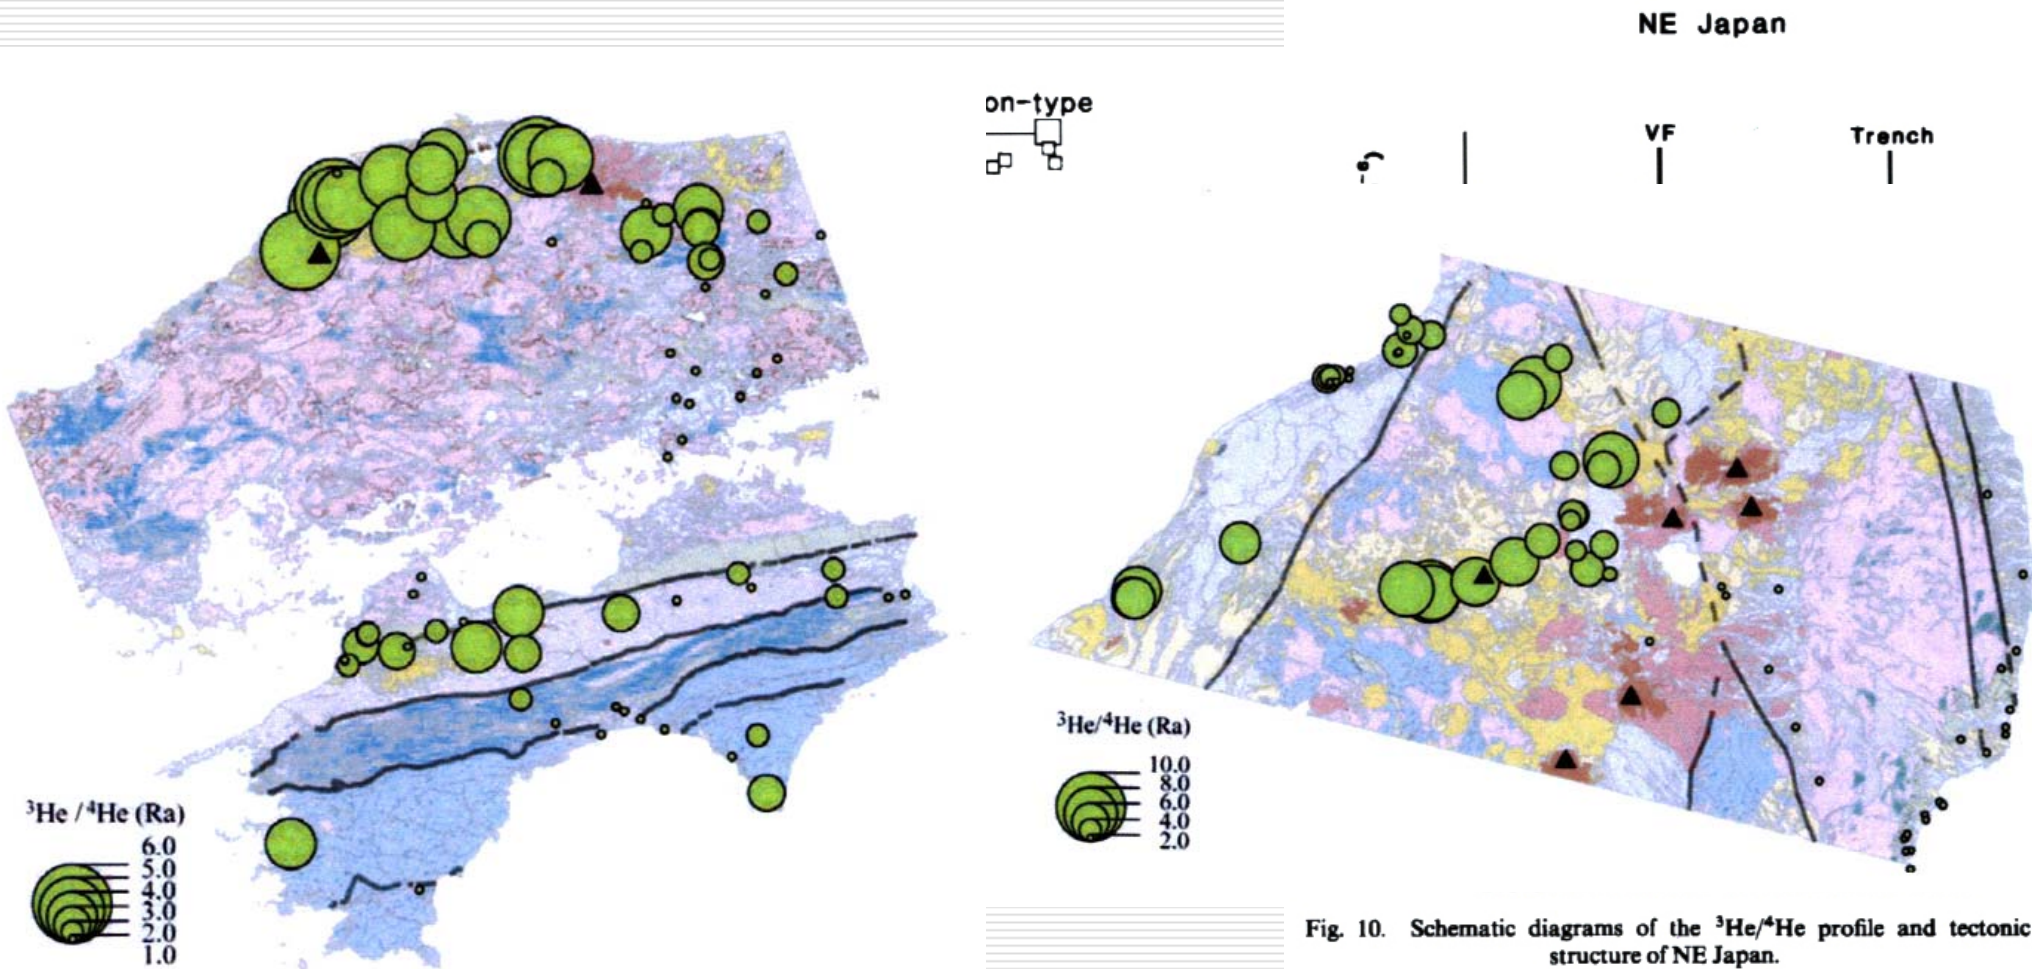 NE Japan
on-type
VF
Trench
³He/⁴He (Ra)
6.0
5.0
4.0
3.0
2.0
1.0
³He/⁴He (Ra)
10.0
8.0
6.0
4.0
2.0
Fig. 10. Schematic diagrams of the ³He/⁴He profile and tectonic
structure of NE Japan.